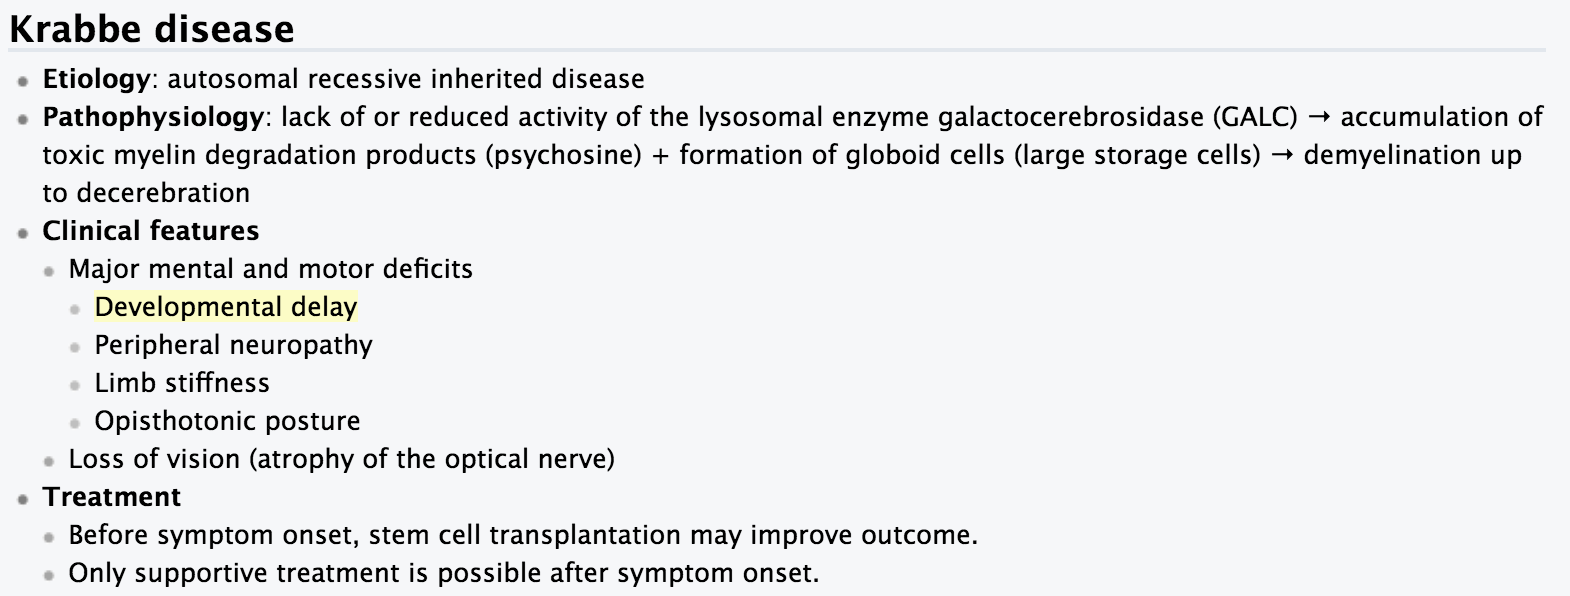 Krabbe disease
Etiology: autosomal recessive inherited disease
Pathophysiology: lack of or reduced activity of the lysosomal enzyme galactocerebrosidase (GALC) → accumulation of
toxic myelin degradation products (psychosine) + formation of globoid cells (large storage cells) → demyelination up
to decerebration
Clinical features
Major mental and motor deficits
Developmental delay
Peripheral neuropathy
Limb stiffness
Opisthotonic posture
Loss of vision (atrophy of the optical nerve)
Treatment
Before symptom onset, stem cell transplantation may improve outcome.
Only supportive treatment is possible after symptom onset.